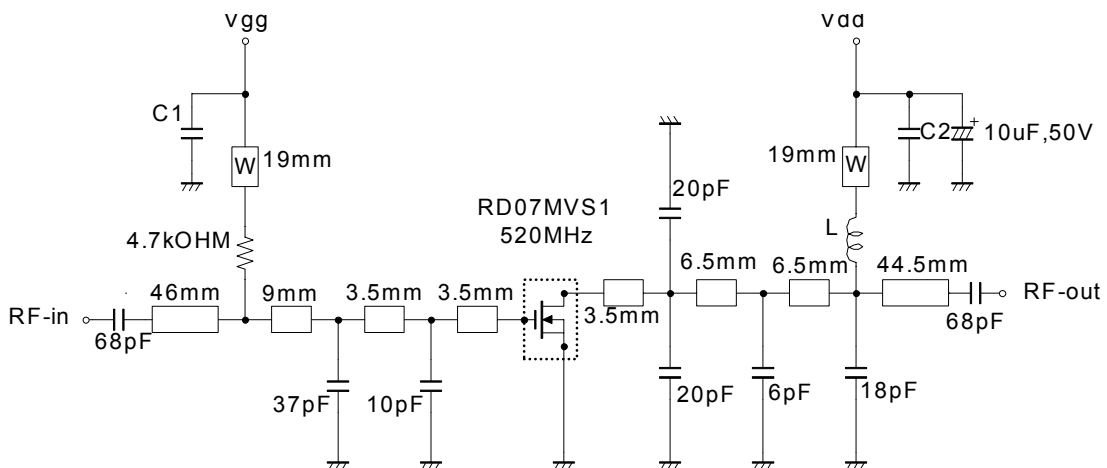 Vgg
Vdd
C1
W
19mm
C2
+
10uF,50V
19mm
W
20pF
RD07MVS1
520MHz
4.7kOHM
L
46mm
9mm
3.5mm
3.5mm
3.5mm
6.5mm
6.5mm
44.5mm
RF-in
68pF
RF-out
68pF
37pF
10pF
20pF
6pF
18pF